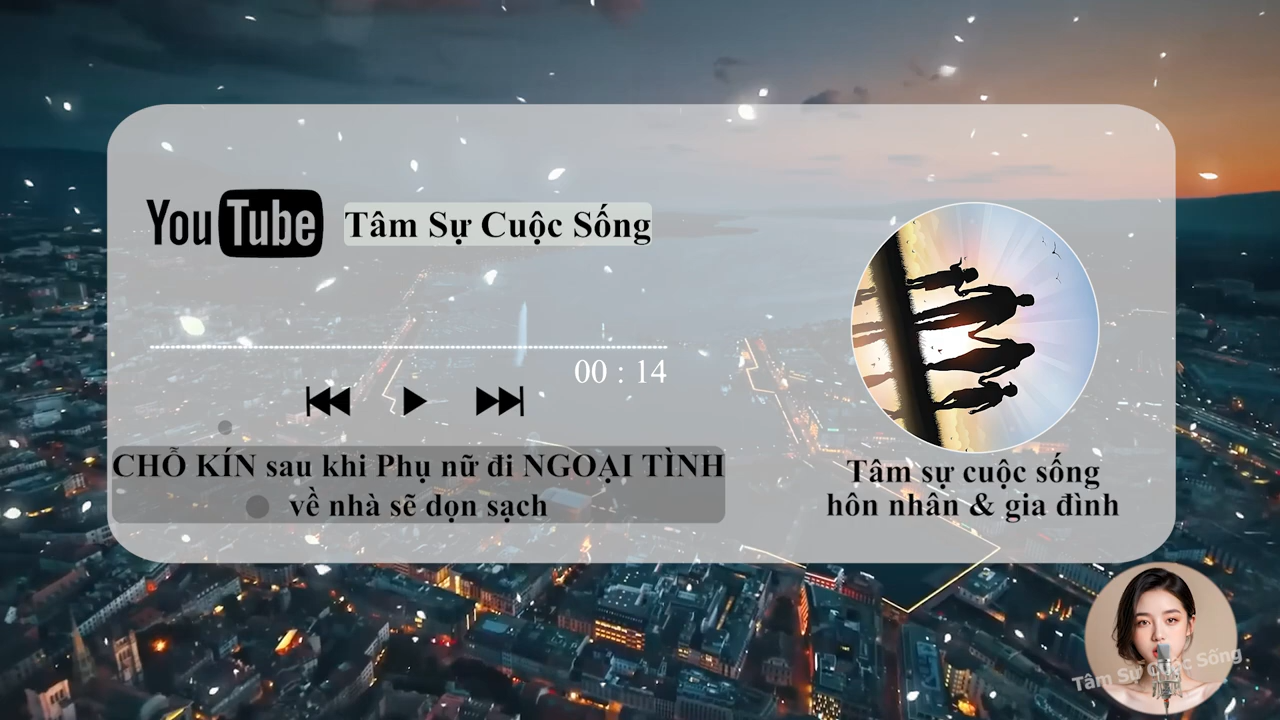 YouTube
Tâm Sự Cuộc Sống
00 : 14
CHỖ KÍN sau khi Phụ nữ đi NGOẠI TÌNH
về nhà sẽ dọn sạch
Tâm sự cuộc sống
hôn nhân & gia đình
Tâm Sự Cuộc Sống